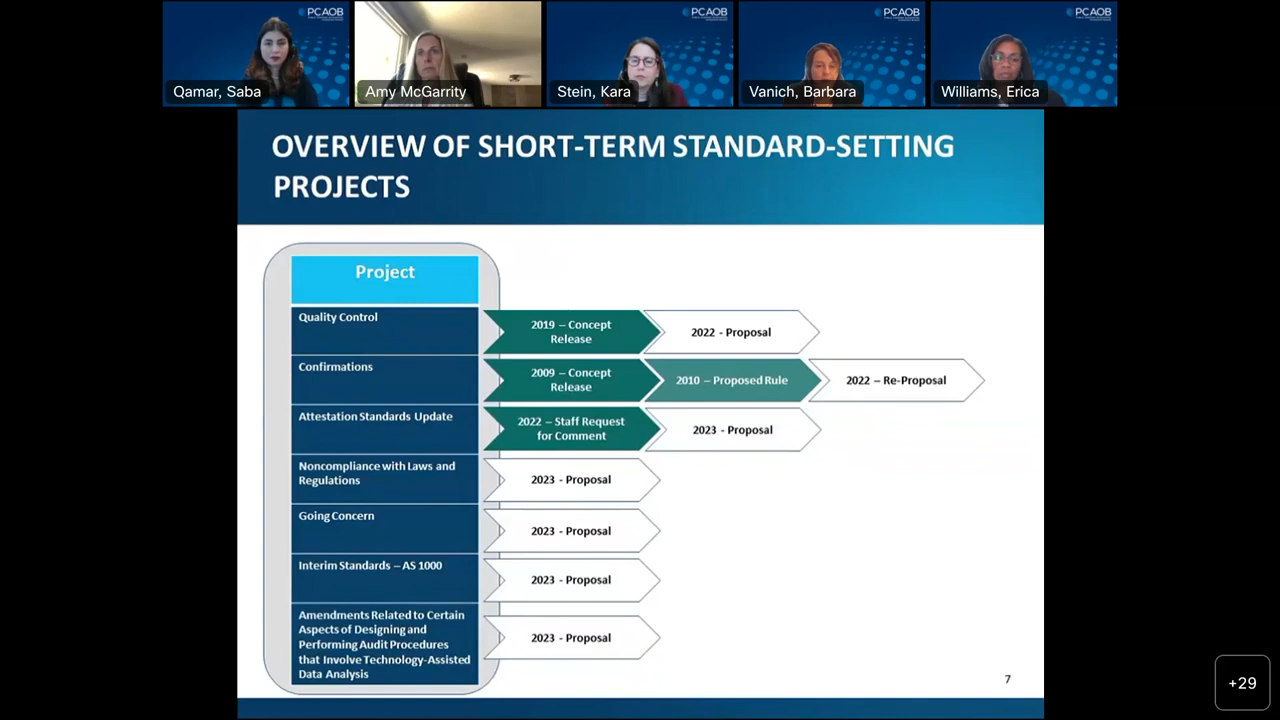 PCAOB
PCAOB
PCAOB
PCAOB
Qamar, Saba
Amy McGarrity
Stein, Kara
Vanich, Barbara
Williams, Erica
OVERVIEW OF SHORT-TERM STANDARD-SETTING
PROJECTS
Project
Quality Control
2019 – Concept
Release
2022 - Proposal
Confirmations
2009 – Concept
Release
2010 – Proposed Rule
2022 – Re-Proposal
Attestation Standards Update
2022 – Staff Request
for Comment
2023 - Proposal
Noncompliance with Laws and
Regulations
2023 - Proposal
Going Concern
2023 - Proposal
Interim Standards – AS 1000
2023 - Proposal
Amendments Related to Certain
Aspects of Designing and
Performing Audit Procedures
that Involve Technology-Assisted
Data Analysis
2023 - Proposal
7
+29